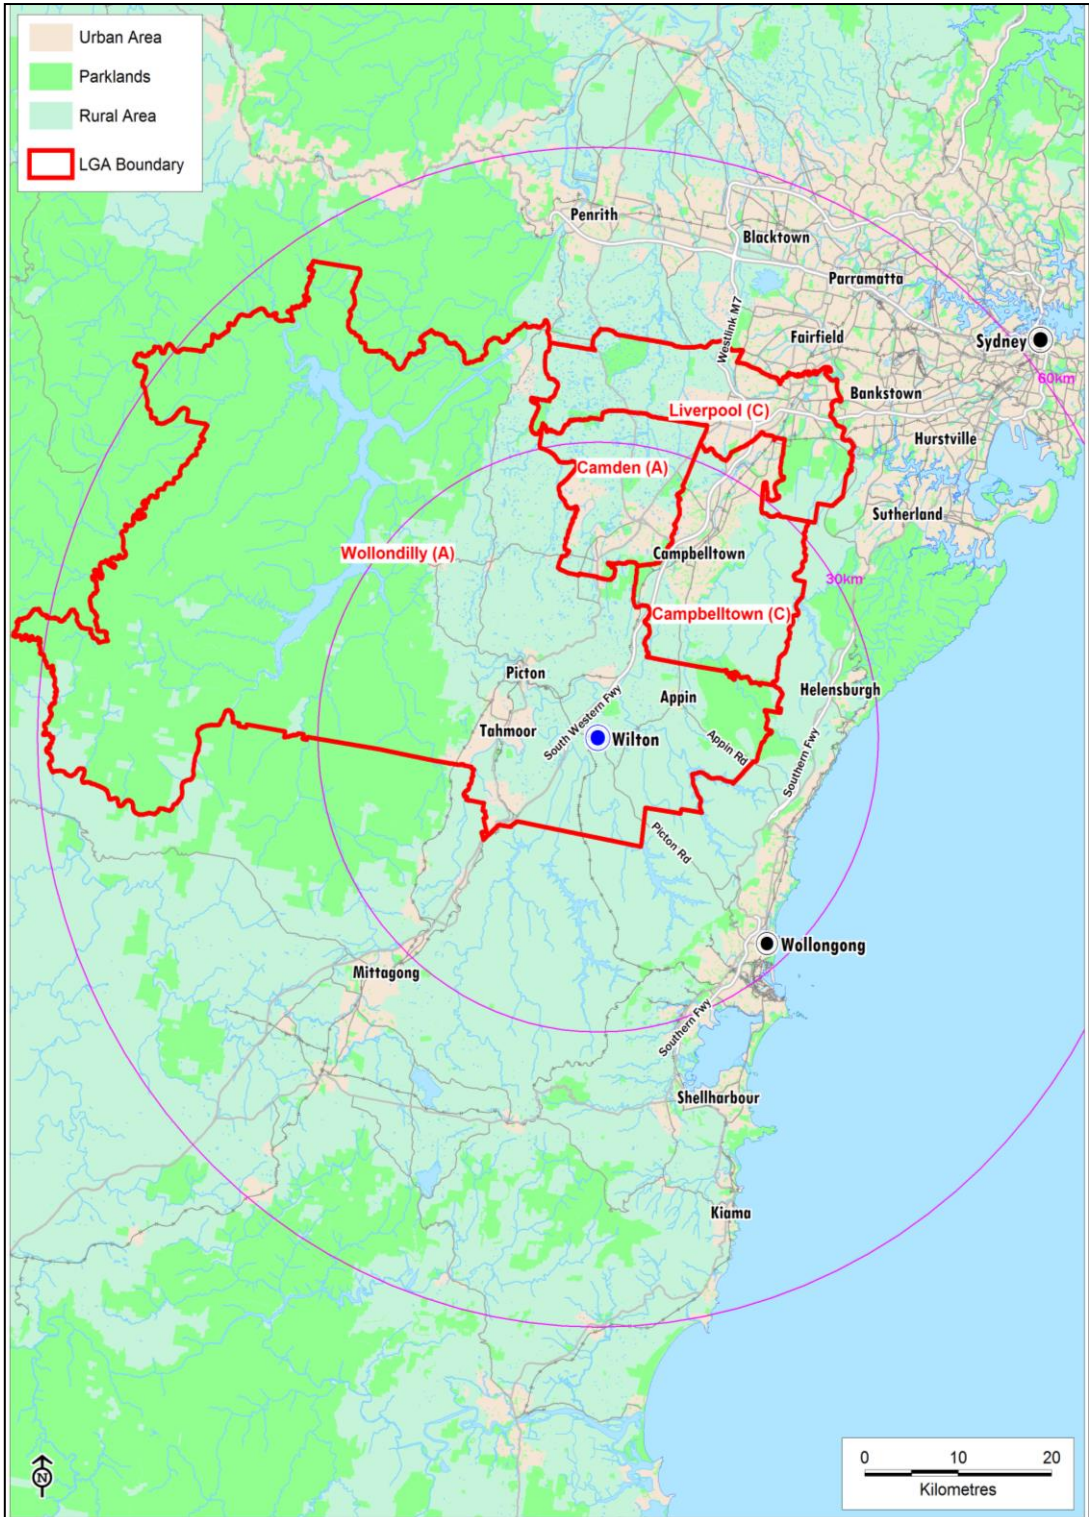 Urban Area
Parklands
Rural Area
LGA Boundary
Penrith
Blacktown
Parramatta
Westlink M7
Fairfield
Sydney
60km
Bankstown
Liverpool (C)
Hurstville
Camden (A)
Sutherland
Wollondilly (A)
Campbelltown
30km
Campbelltown (C)
Picton
Appin
Helensburgh
South Western Fwy
Tahmoor
Wilton
Appin Rd
Southern Fwy
Picton Rd
Wollongong
Mittagong
Southern Fwy
Shellharbour
Kiama
N
0 10 20
Kilometres